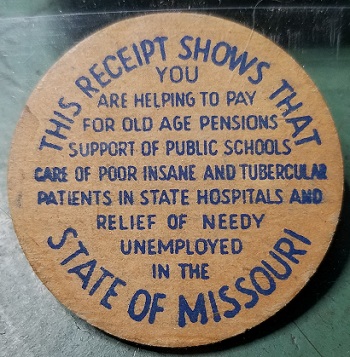 THIS RECEIPT SHOWS THAT
YOU
ARE HELPING TO PAY
FOR OLD AGE PENSIONS
SUPPORT OF PUBLIC SCHOOLS
CARE OF POOR INSANE AND TUBERCULAR
PATIENTS IN STATE HOSPITALS AND
RELIEF OF NEEDY
UNEMPLOYED
IN THE
STATE OF MISSOURI